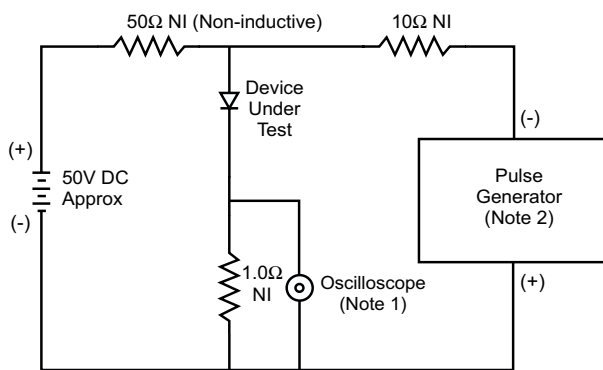 50Ω NI (Non-inductive)
10Ω NI
Device
Under
Test
(-)
(+)
50V DC
Approx
(-)
Pulse
Generator
(Note 2)
1.0Ω
NI
Oscilloscope
(Note 1)
(+)